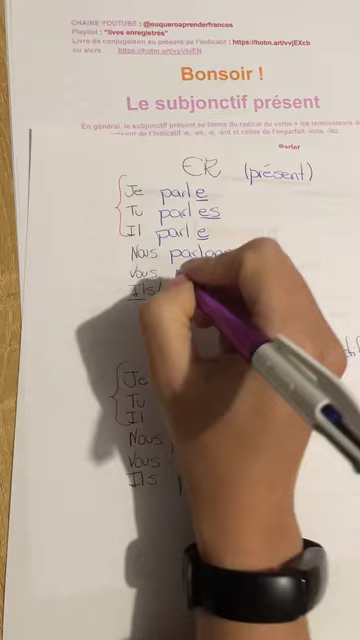 CHAINE YOUTUBE : @euqueroaprenderfrances
Playlist : "lives enregistrés"
Livre de conjugaison au présent de l'indicatif : https://hotm.art/vvjEXcb
ou alors
Bonsoir !
Le subjonctif présent
En général, le subjonctif présent se forme du radical du verbe + les terminaisons
de l'indicatif -e, -es, -e, -ent et celles de l'imparfait -ions, -iez.
Parler
ER (présent)
Je parle
Tu parles
Il parle
Nous
Vous
Ils
Je
Tu
Il
Nous
Vous
Ils